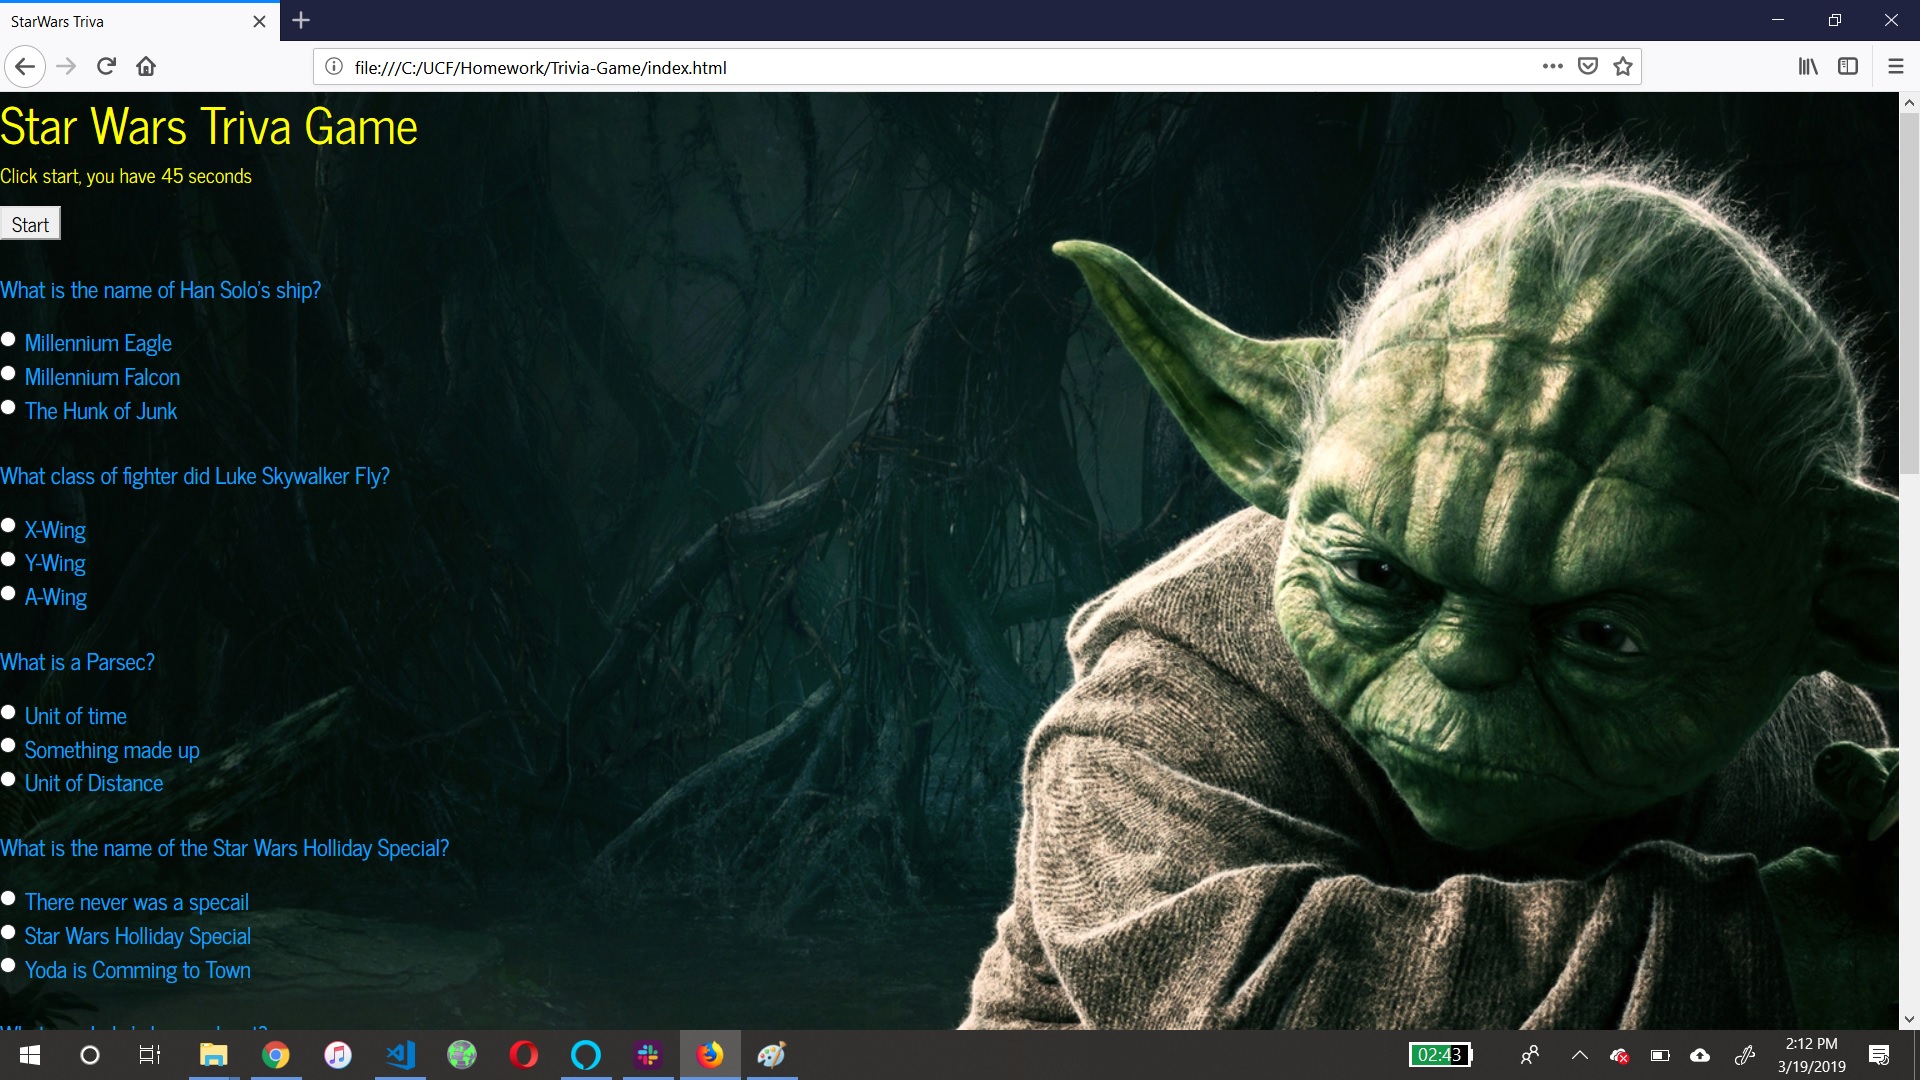 StarWars Triva
file:///C:/UCF/Homework/Trivia-Game/index.html
Star Wars Triva Game
Click start, you have 45 seconds
Start
What is the name of Han Solo's ship?
Millennium Eagle
Millennium Falcon
The Hunk of Junk
What class of fighter did Luke Skywalker Fly?
X-Wing
Y-Wing
A-Wing
What is a Parsec?
Unit of time
Something made up
Unit of Distance
What is the name of the Star Wars Holliday Special?
There never was a specail
Star Wars Holliday Special
Yoda is Comming to Town
02:43
2:12 PM
3/19/2019